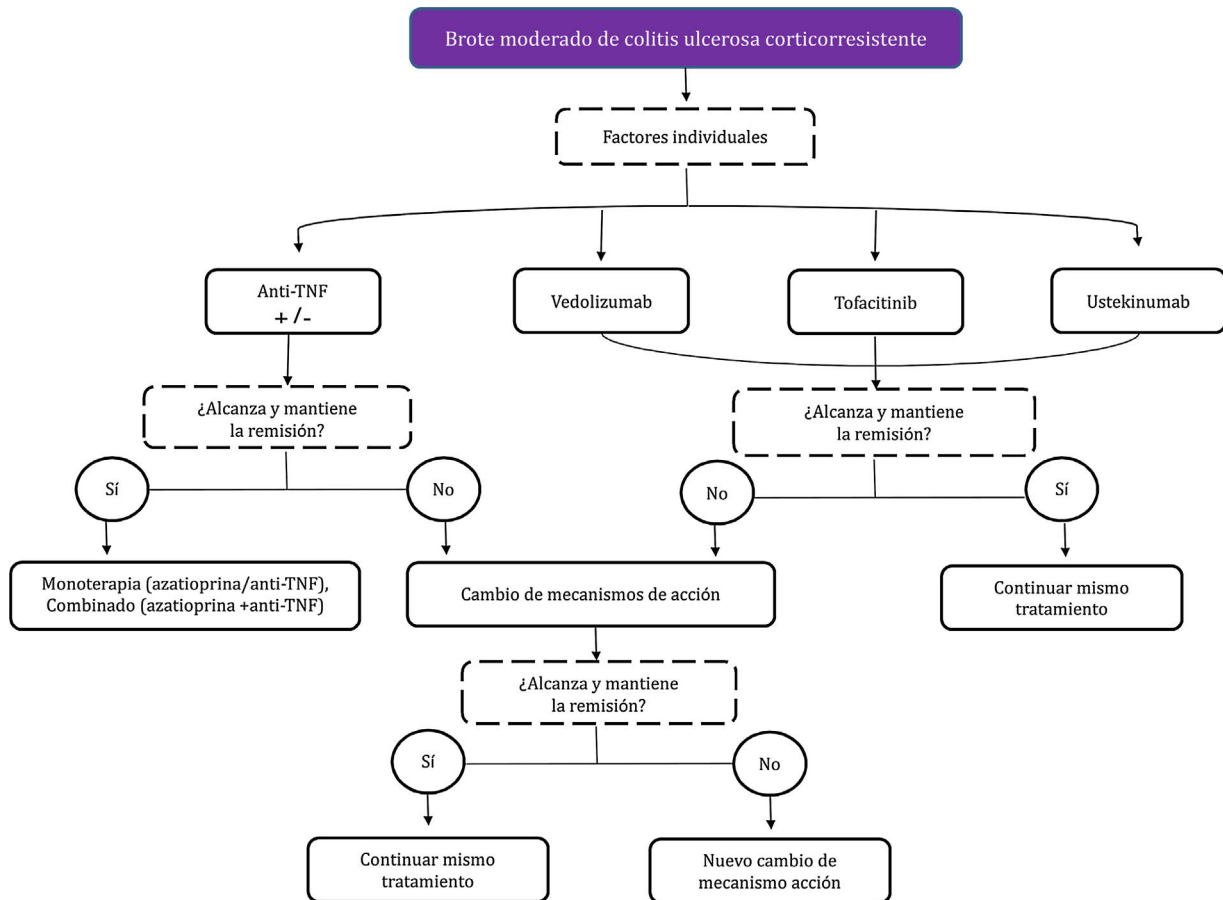 Brote moderado de colitis ulcerosa corticorresistente
Factores individuales
Anti-TNF
+ /-
Vedolizumab
Tofacitinib
Ustekinumab
¿Alcanza y mantiene
la remisión?
¿Alcanza y mantiene
la remisión?
Sí
No
No
Sí
Monoterapia (azatioprina/anti-TNF),
Combinado (azatioprina +anti-TNF)
Cambio de mecanismos de acción
Continuar mismo
tratamiento
¿Alcanza y mantiene
la remisión?
Sí
No
Continuar mismo
tratamiento
Nuevo cambio de
mecanismo acción